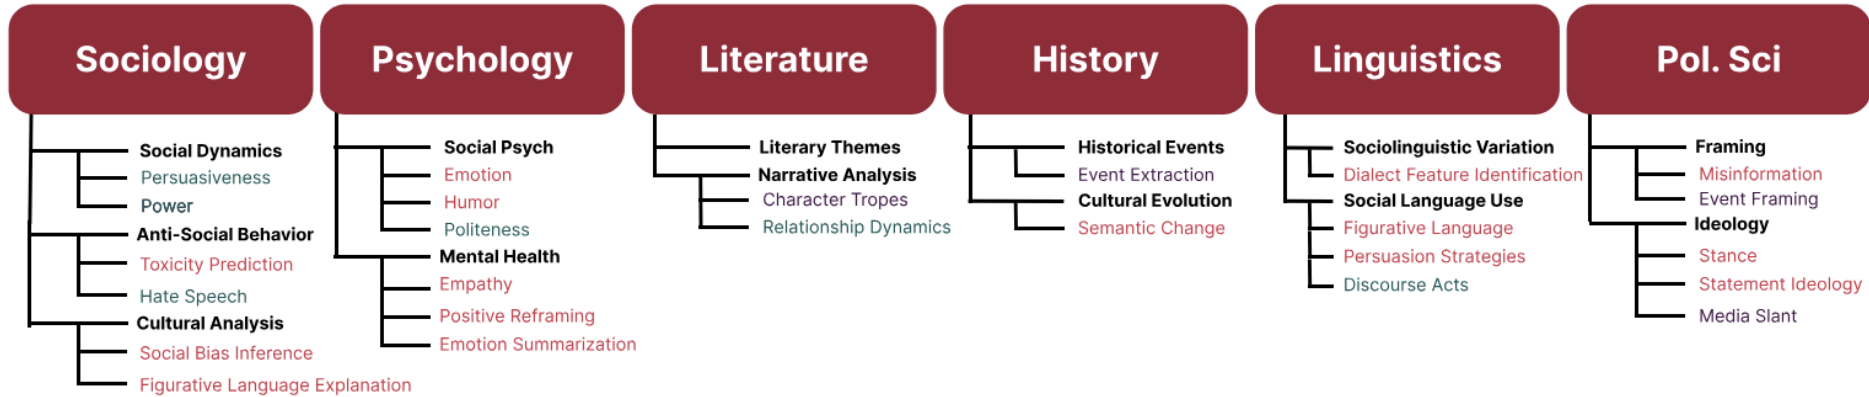 Sociology
Social Dynamics
Persuasiveness
Power
Anti-Social Behavior
Toxicity Prediction
Hate Speech
Cultural Analysis
Social Bias Inference
Figurative Language Explanation
Psychology
Social Psych
Emotion
Humor
Politeness
Mental Health
Empathy
Positive Reframing
Emotion Summarization
Literature
Literary Themes
Narrative Analysis
Character Tropes
Relationship Dynamics
History
Historical Events
Event Extraction
Cultural Evolution
Semantic Change
Linguistics
Sociolinguistic Variation
Dialect Feature Identification
Social Language Use
Figurative Language
Persuasion Strategies
Discourse Acts
Pol. Sci
Framing
Misinformation
Event Framing
Ideology
Stance
Statement Ideology
Media Slant